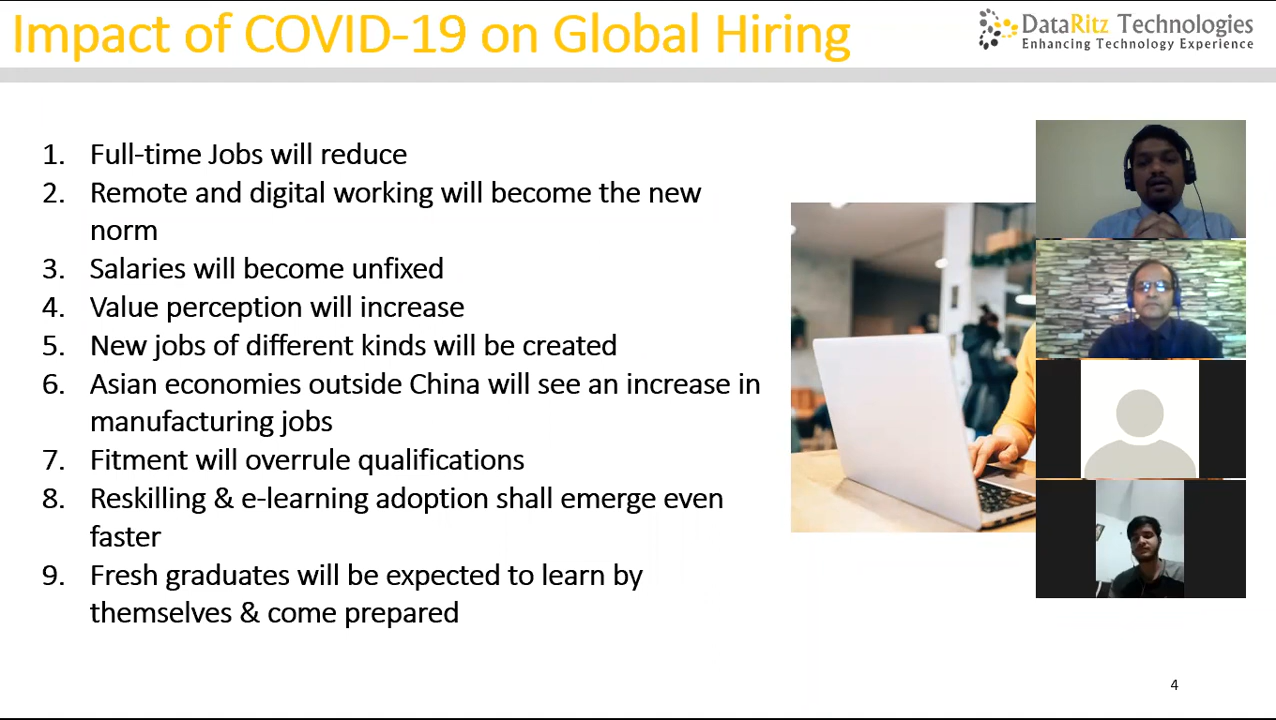 Impact of COVID-19 on Global Hiring
DataRitz Technologies
Enhancing Technology Experience
1. Full-time Jobs will reduce
2. Remote and digital working will become the new
norm
3. Salaries will become unfixed
4. Value perception will increase
5. New jobs of different kinds will be created
6. Asian economies outside China will see an increase in
manufacturing jobs
7. Fitment will overrule qualifications
8. Reskilling & e-learning adoption shall emerge even
faster
9. Fresh graduates will be expected to learn by
themselves & come prepared
4